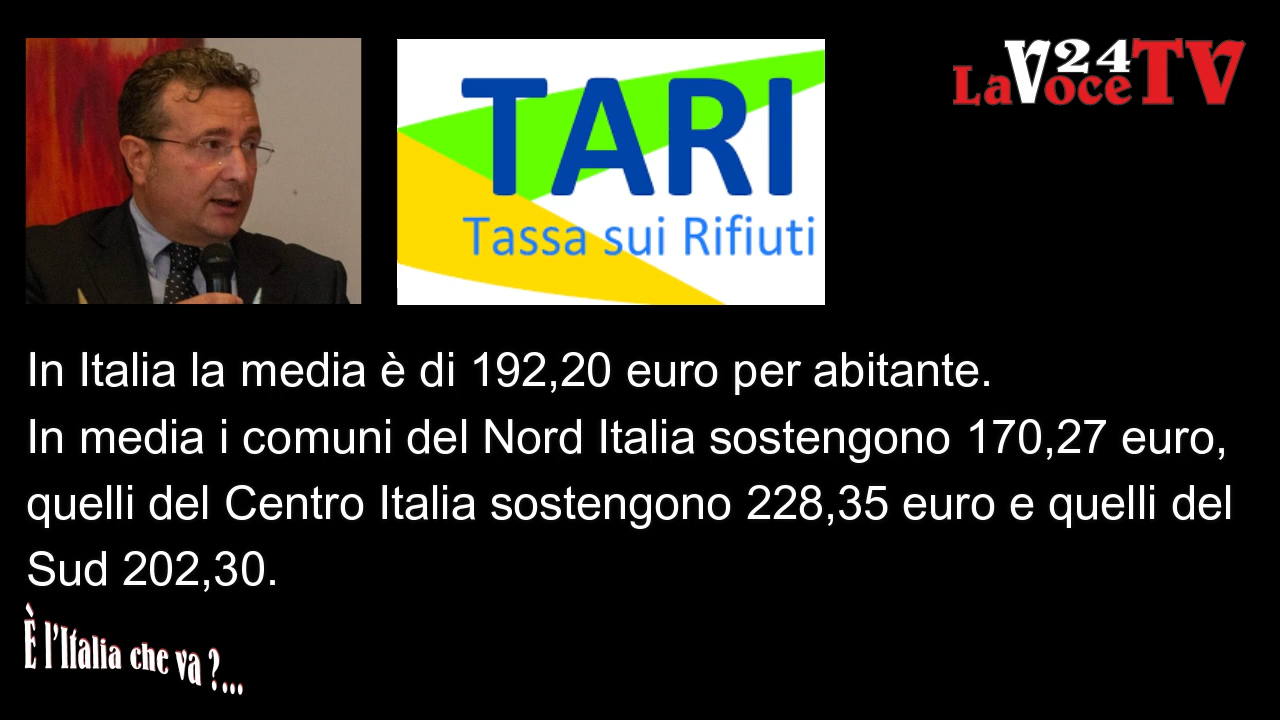 TARI
Tassa sui Rifiuti
LaVoce24TV
In Italia la media è di 192,20 euro per abitante.
In media i comuni del Nord Italia sostengono 170,27 euro,
quelli del Centro Italia sostengono 228,35 euro e quelli del
Sud 202,30.
È l'Italia che va ?...